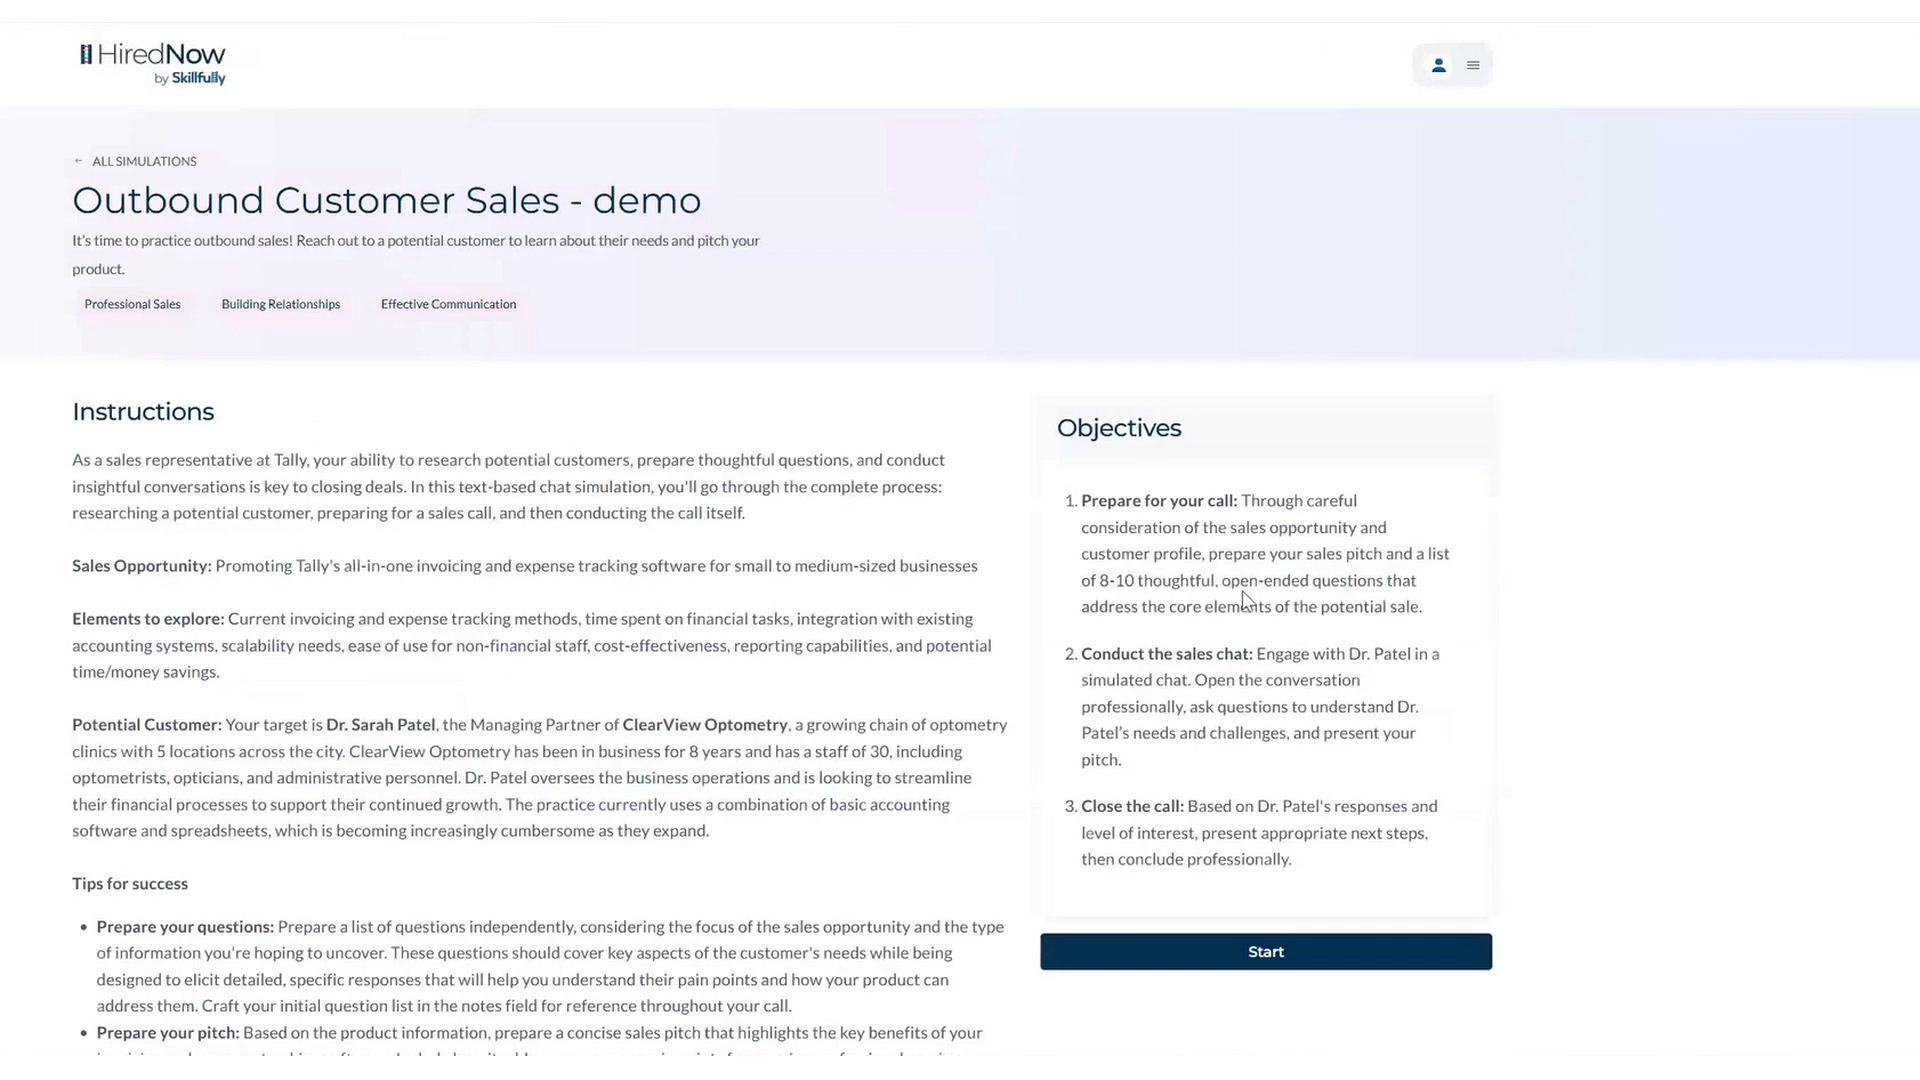 HiredNow
by Skillfully
← ALL SIMULATIONS
Outbound Customer Sales - demo
It's time to practice outbound sales! Reach out to a potential customer to learn about their needs and pitch your
product.
Professional Sales
Building Relationships
Effective Communication
Instructions
As a sales representative at Tally, your ability to research potential customers, prepare thoughtful questions, and conduct
insightful conversations is key to closing deals. In this text-based chat simulation, you'll go through the complete process:
researching a potential customer, preparing for a sales call, and then conducting the call itself.
Sales Opportunity: Promoting Tally's all-in-one invoicing and expense tracking software for small to medium-sized businesses
Elements to explore: Current invoicing and expense tracking methods, time spent on financial tasks, integration with existing
accounting systems, scalability needs, ease of use for non-financial staff, cost-effectiveness, reporting capabilities, and potential
time/money savings.
Potential Customer: Your target is Dr. Sarah Patel, the Managing Partner of ClearView Optometry, a growing chain of optometry
clinics with 5 locations across the city. ClearView Optometry has been in business for 8 years and has a staff of 30, including
optometrists, opticians, and administrative personnel. Dr. Patel oversees the business operations and is looking to streamline
their financial processes to support their continued growth. The practice currently uses a combination of basic accounting
software and spreadsheets, which is becoming increasingly cumbersome as they expand.
Tips for success
• Prepare your questions: Prepare a list of questions independently, considering the focus of the sales opportunity and the type
of information you're hoping to uncover. These questions should cover key aspects of the customer's needs while being
designed to elicit detailed, specific responses that will help you understand their pain points and how your product can
address them. Craft your initial question list in the notes field for reference throughout your call.
• Prepare your pitch: Based on the product information, prepare a concise sales pitch that highlights the key benefits of your
Objectives
1. Prepare for your call: Through careful
consideration of the sales opportunity and
customer profile, prepare your sales pitch and a list
of 8-10 thoughtful, open-ended questions that
address the core elements of the potential sale.
2. Conduct the sales chat: Engage with Dr. Patel in a
simulated chat. Open the conversation
professionally, ask questions to understand Dr.
Patel's needs and challenges, and present your
pitch.
3. Close the call: Based on Dr. Patel's responses and
level of interest, present appropriate next steps,
then conclude professionally.
Start